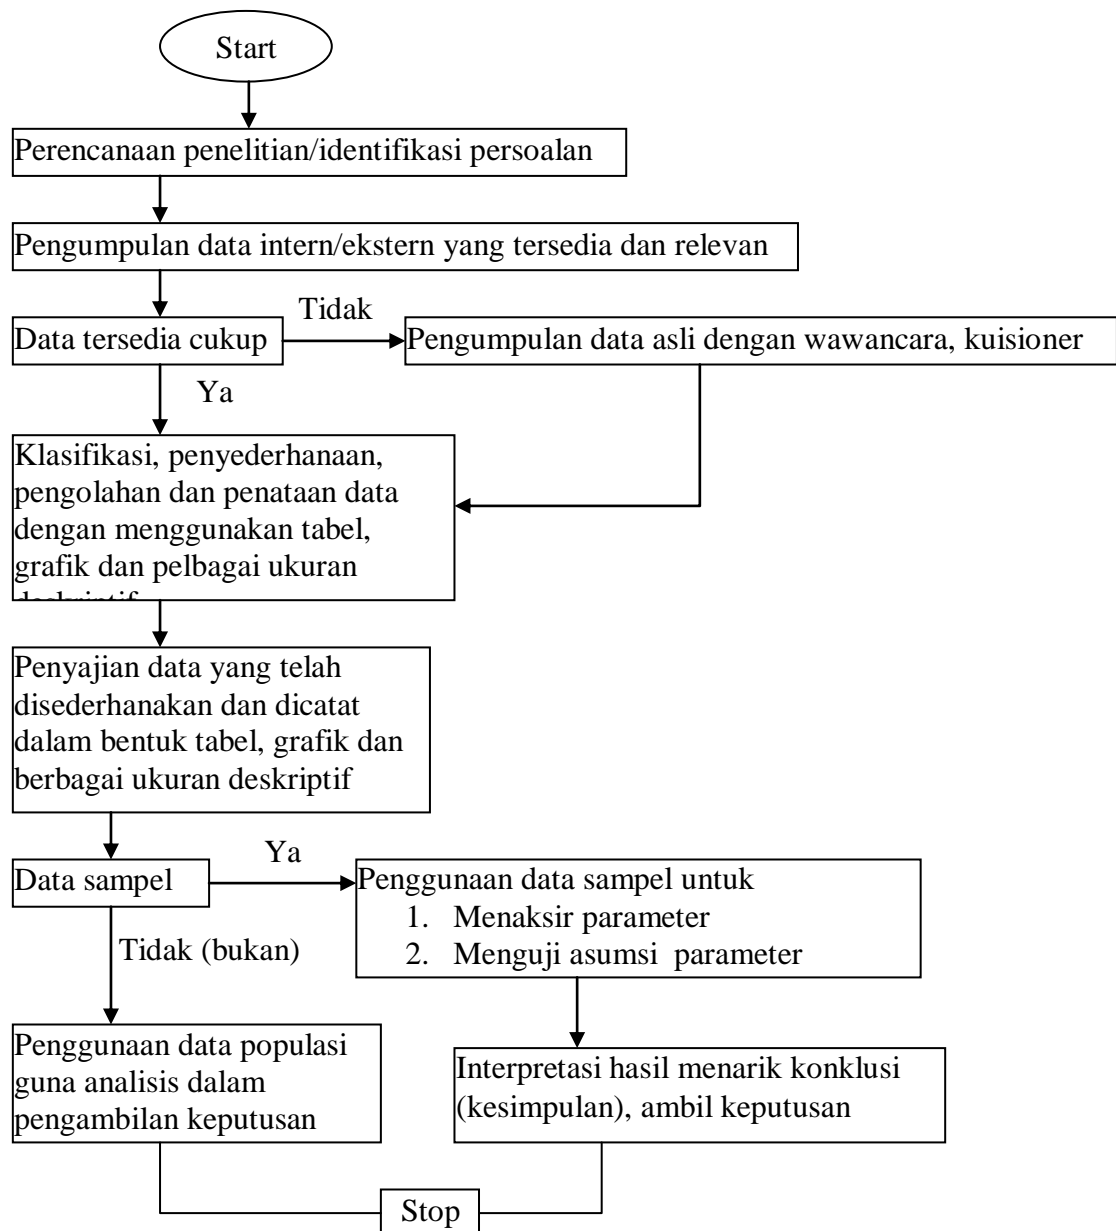 Start
Perencanaan penelitian/identifikasi persoalan
Pengumpulan data intern/ekstern yang tersedia dan relevan
Tidak
Data tersedia cukup
Pengumpulan data asli dengan wawancara, kuisioner
Ya
Klasifikasi, penyederhanaan,
pengolahan dan penataan data
dengan menggunakan tabel,
grafik dan pelbagai ukuran
deskriptif
Penyajian data yang telah
disederhanakan dan dicatat
dalam bentuk tabel, grafik dan
berbagai ukuran deskriptif
Ya
Data sampel
Penggunaan data sampel untuk
1. Menaksir parameter
2. Menguji asumsi parameter
Tidak (bukan)
Penggunaan data populasi
guna analisis dalam
pengambilan keputusan
Interpretasi hasil menarik konklusi
(kesimpulan), ambil keputusan
Stop